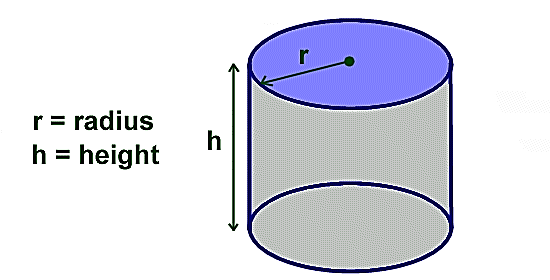 r
r = radius
h = height
h